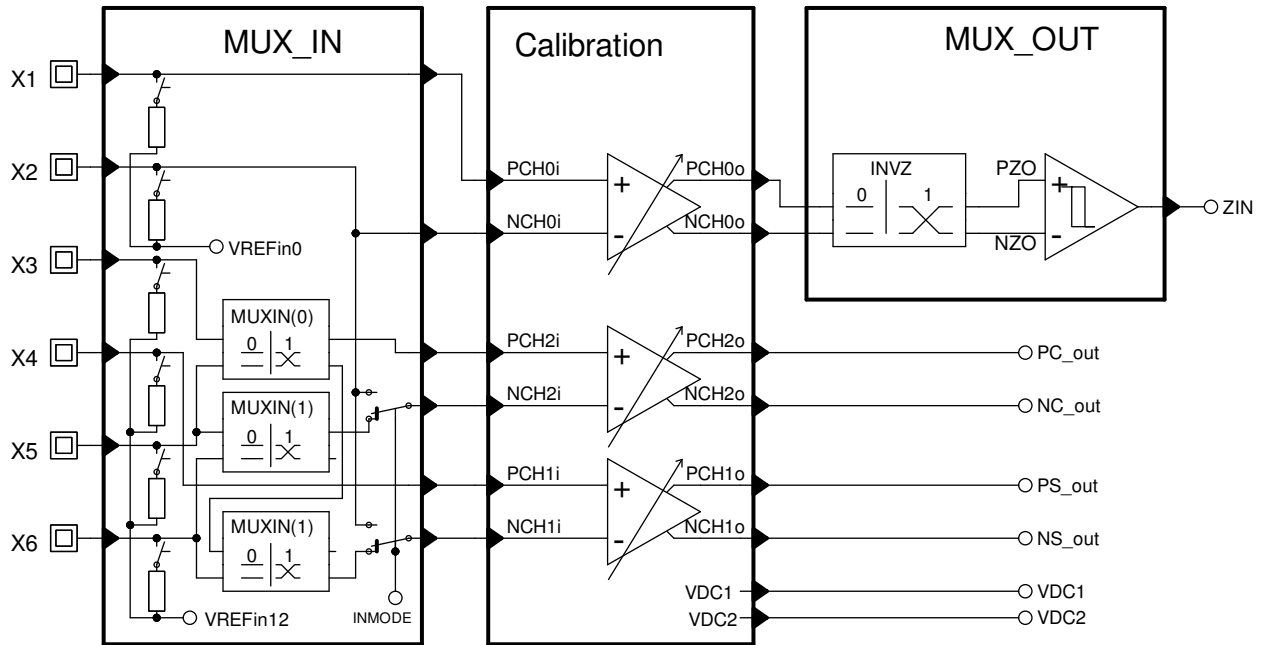 MUX_IN
Calibration
MUX_OUT
X1
X2
X3
X4
X5
X6
VREFin0
MUXIN(0)
0 1
MUXIN(1)
0 1
MUXIN(1)
0 1
VREFin12
INMODE
PCH0i
NCH0i
+
-
PCH0o
NCH0o
PCH2i
NCH2i
+
-
PCH2o
NCH2o
PCH1i
NCH1i
+
-
PCH1o
NCH1o
VDC1
VDC2
INVZ
0 1
PZO
NZO
+
-
ZIN
PC_out
NC_out
PS_out
NS_out
VDC1
VDC2